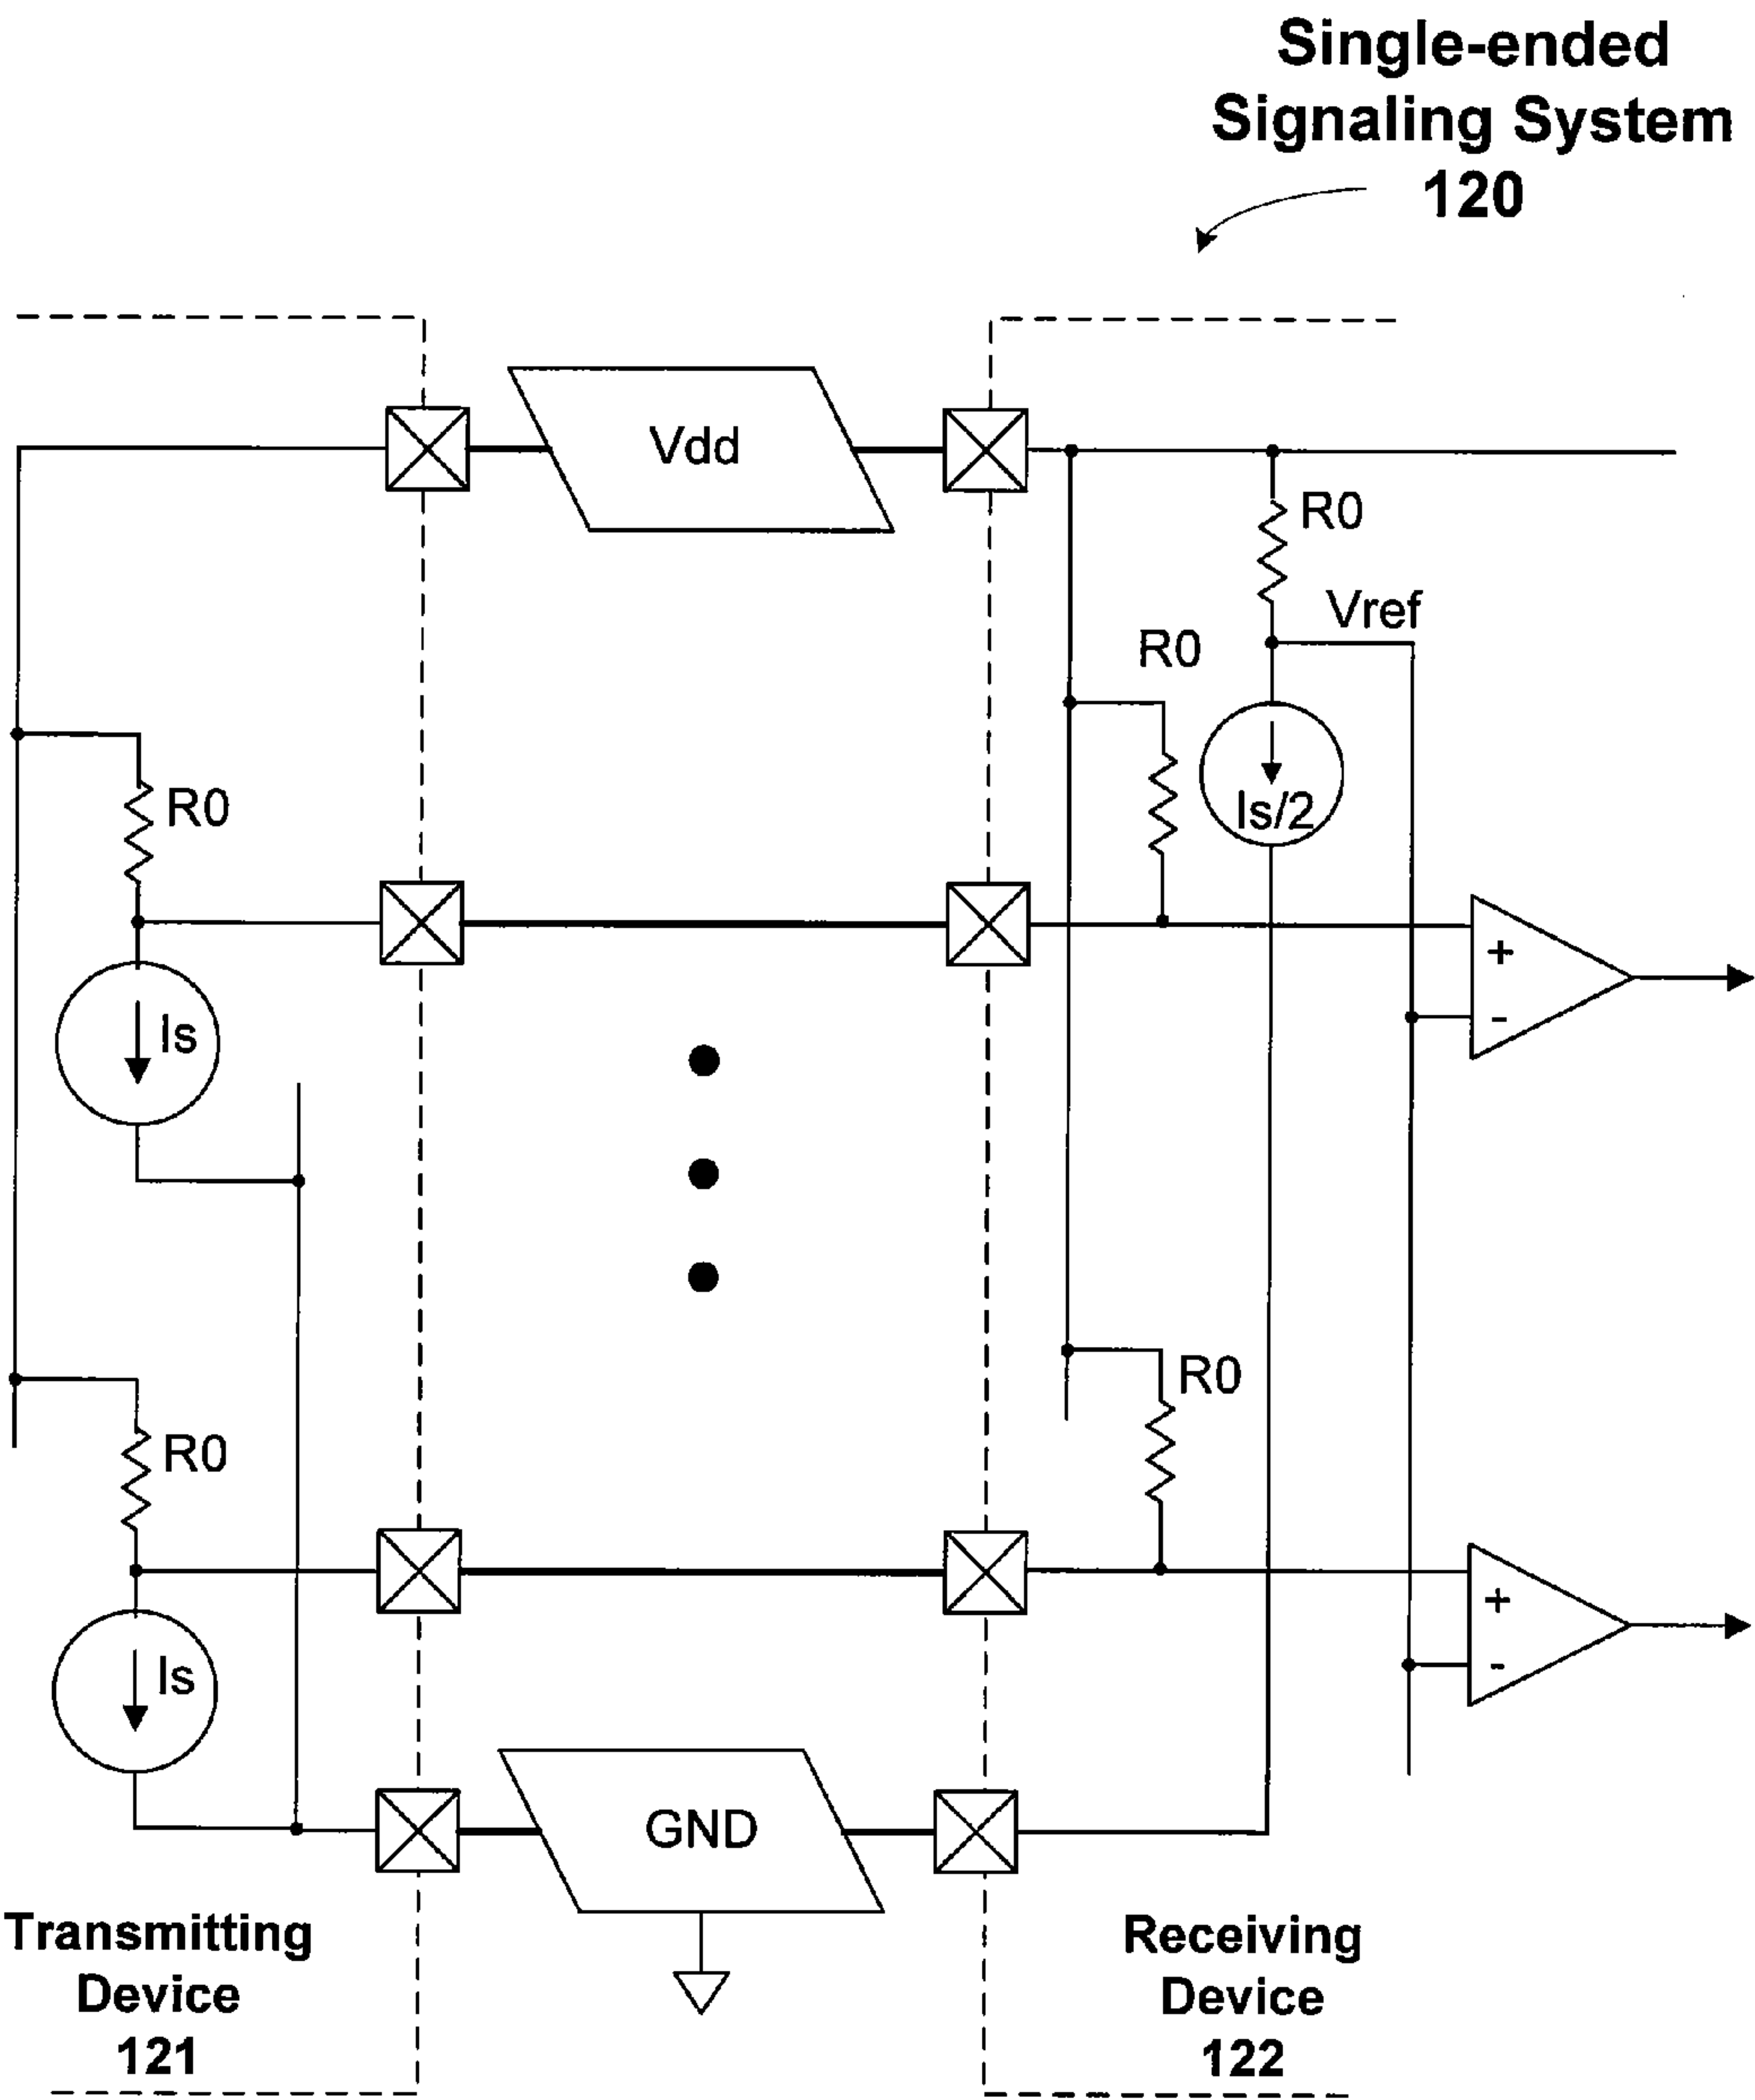 Single-ended
Signaling System
120
Vdd
R0
Vref
R0
R0
Is/2
+
-
Is
R0
R0
+
-
Is
GND
Transmitting
Device
121
Receiving
Device
122